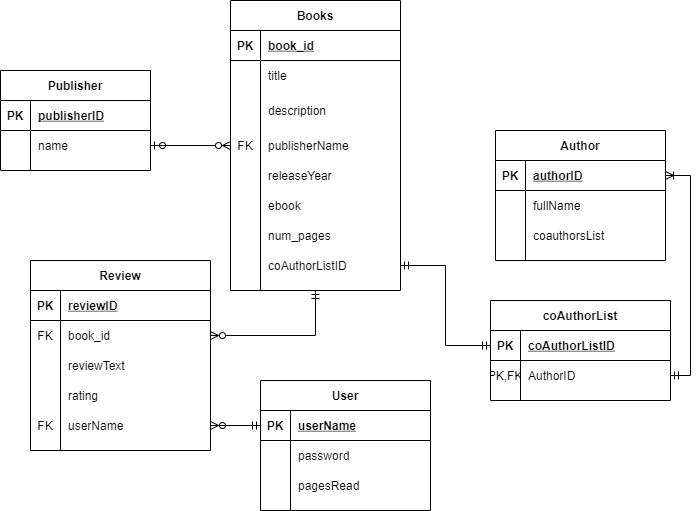 Books
PK book_id
title
description
FK publisherName
releaseYear
ebook
num_pages
coAuthorListID
Publisher
PK publisherID
name
Author
PK authorID
fullName
coauthorsList
Review
PK reviewID
FK book_id
reviewText
rating
FK userName
coAuthorList
PK coAuthorListID
PK,FK AuthorID
User
PK userName
password
pagesRead